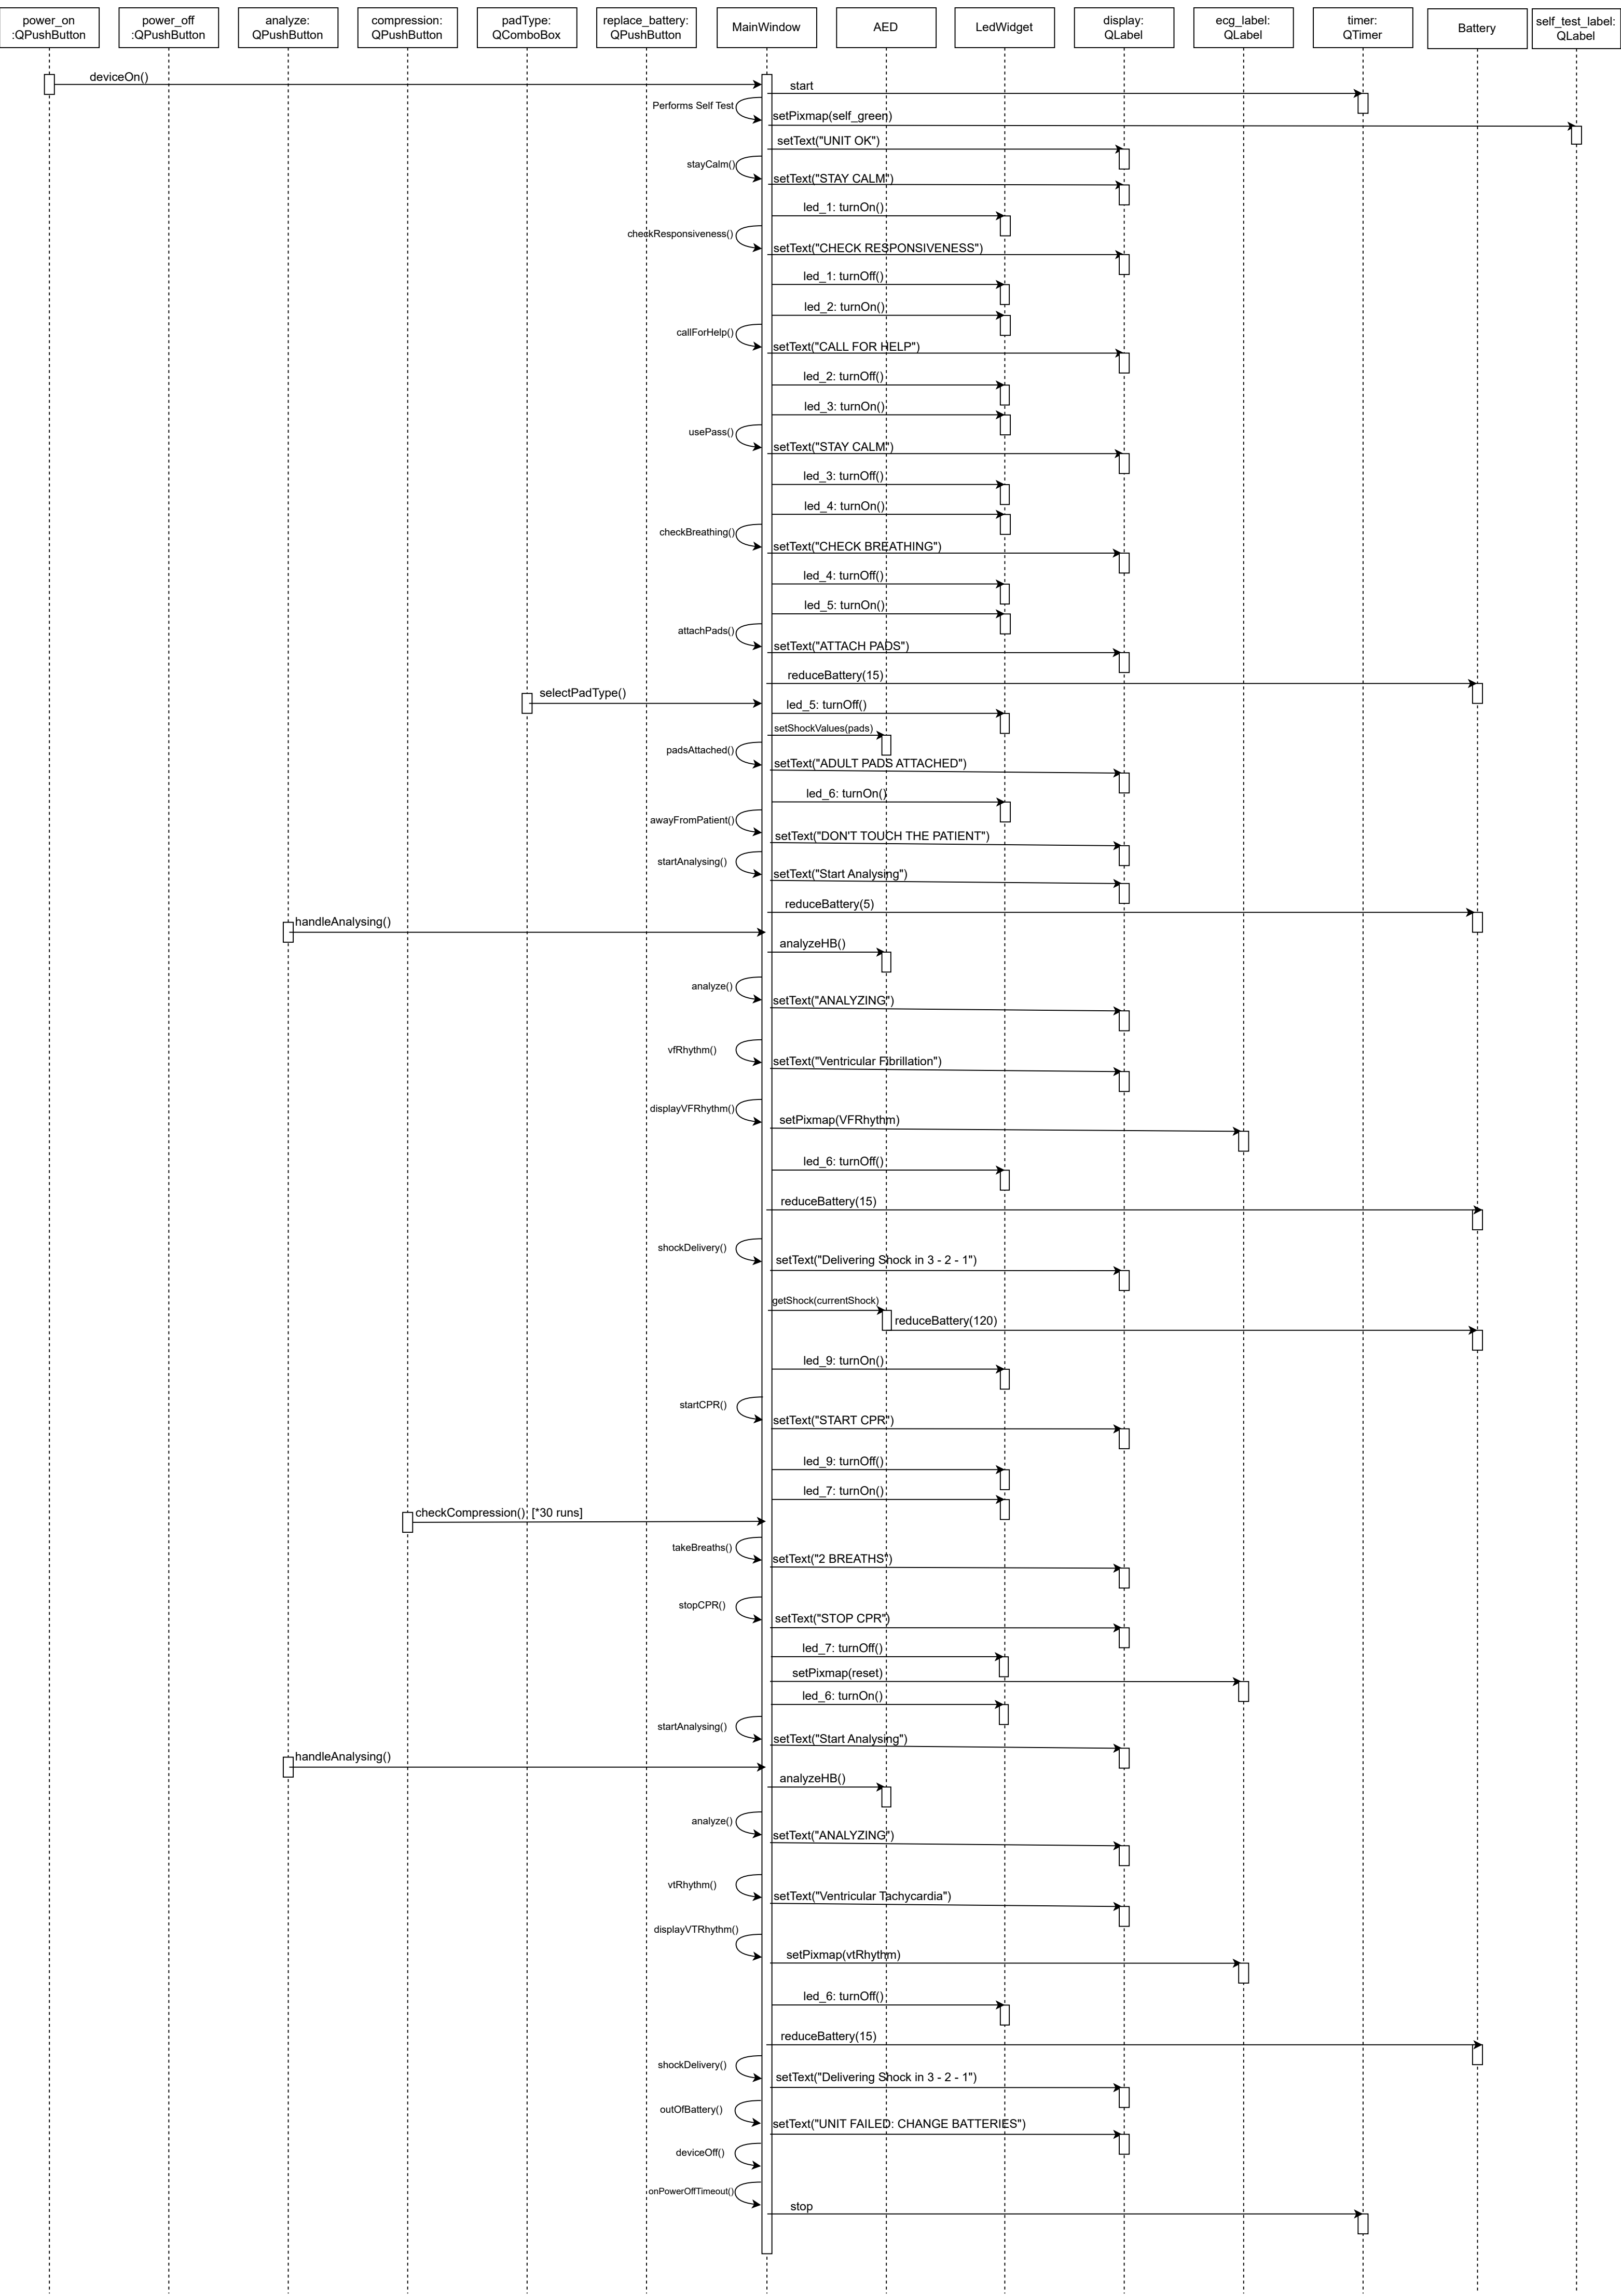 power_on
:QPushButton
power_off
:QPushButton
analyze:
QPushButton
compression:
QPushButton
padType:
QComboBox
replace_battery:
QPushButton
MainWindow
AED
LedWidget
display:
QLabel
ecg_label:
QLabel
timer:
QTimer
Battery
self_test_label:
QLabel
deviceOn()
start
Performs Self Test
setPixmap(self_green)
setText("UNIT OK")
stayCalm()
setText("STAY CALM")
led_1: turnOn()
checkResponsiveness()
setText("CHECK RESPONSIVENESS")
led_1: turnOff()
led_2: turnOn()
callForHelp()
setText("CALL FOR HELP")
led_2: turnOff()
led_3: turnOn()
usePass()
setText("STAY CALM")
led_3: turnOff()
led_4: turnOn()
checkBreathing()
setText("CHECK BREATHING")
led_4: turnOff()
led_5: turnOn()
attachPads()
setText("ATTACH PADS")
reduceBattery(15)
selectPadType()
led_5: turnOff()
setShockValues(pads)
padsAttached()
setText("ADULT PADS ATTACHED")
led_6: turnOn()
awayFromPatient()
setText("DON'T TOUCH THE PATIENT")
startAnalysing()
setText("Start Analysing")
reduceBattery(5)
handleAnalysing()
analyzeHB()
analyze()
setText("ANALYZING")
vfRhythm()
setText("Ventricular Fibrillation")
displayVFRhythm()
setPixmap(VFRhythm)
led_6: turnOff()
reduceBattery(15)
shockDelivery()
setText("Delivering Shock in 3 - 2 - 1")
getShock(currentShock)
reduceBattery(120)
led_9: turnOn()
startCPR()
setText("START CPR")
led_9: turnOff()
led_7: turnOn()
checkCompression() [*30 runs]
takeBreaths()
setText("2 BREATHS")
stopCPR()
setText("STOP CPR")
led_7: turnOff()
setPixmap(reset)
led_6: turnOn()
startAnalysing()
setText("Start Analysing")
handleAnalysing()
analyzeHB()
analyze()
setText("ANALYZING")
vtRhythm()
setText("Ventricular Tachycardia")
displayVTRhythm()
setPixmap(vtRhythm)
led_6: turnOff()
reduceBattery(15)
shockDelivery()
setText("Delivering Shock in 3 - 2 - 1")
outOfBattery()
setText("UNIT FAILED: CHANGE BATTERIES")
deviceOff()
onPowerOffTimeout()
stop